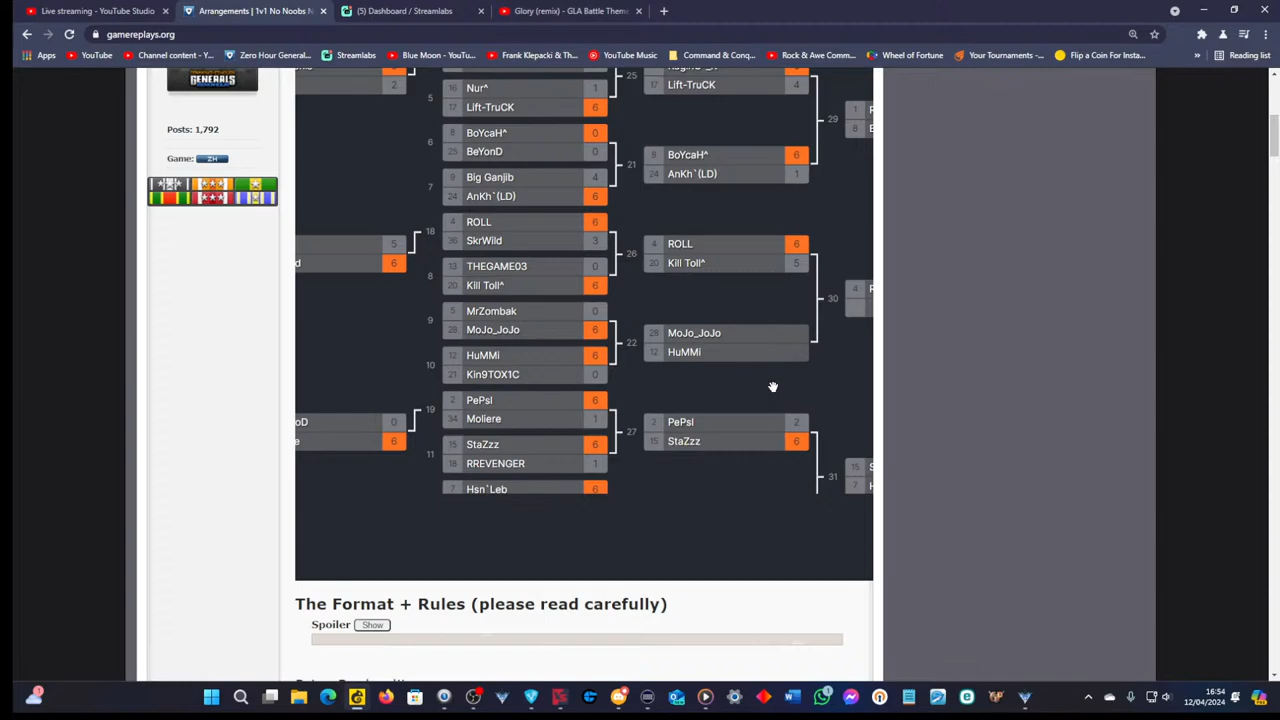 Live streaming - YouTube Studio
Arrangements | 1v1 No Noobs N
(5) Dashboard / Streamlabs
Glory (remix) - GLA Battle Theme
gamereplays.org
Apps
YouTube
Channel content - Y...
Zero Hour General...
Streamlabs
Blue Moon - YouTu...
Frank Klepacki & Th...
YouTube Music
Command & Conq...
Rock & Awe Comm...
Wheel of Fortune
Your Tournaments -...
Flip a Coin For Insta...
Reading list
GENERALS
Posts: 1,792
Game: ZH
2
5
6
d
oD 0
e 6
5
6
7
18
8
9
10
19
11
16 Nur^ 1
17 Lift-TruCK 6
8 BoYcaH^ 0
25 BeYonD 0
9 Big Ganjib 4
24 AnKh`(LD) 6
4 ROLL 6
36 SkrWild 3
13 THEGAME03 0
20 Kill Toll^ 6
5 MrZombak 0
28 MoJo_JoJo 6
12 HuMMi 6
21 Kin9TOX1C 0
2 PePsI 6
34 Moliere 1
15 StaZzz 6
18 RREVENGER 1
7 Hsn`Leb 6
25
21
26
22
27
17 Lift-TruCK 4
8 BoYcaH^ 6
24 AnKh`(LD) 1
4 ROLL 6
20 Kill Toll^ 5
28 MoJo_JoJo
12 HuMMi
2 PePsI 2
15 StaZzz 6
29
30
31
1
8
4
15
7
The Format + Rules (please read carefully)
Spoiler Show
1
1
16:54
12/04/2024